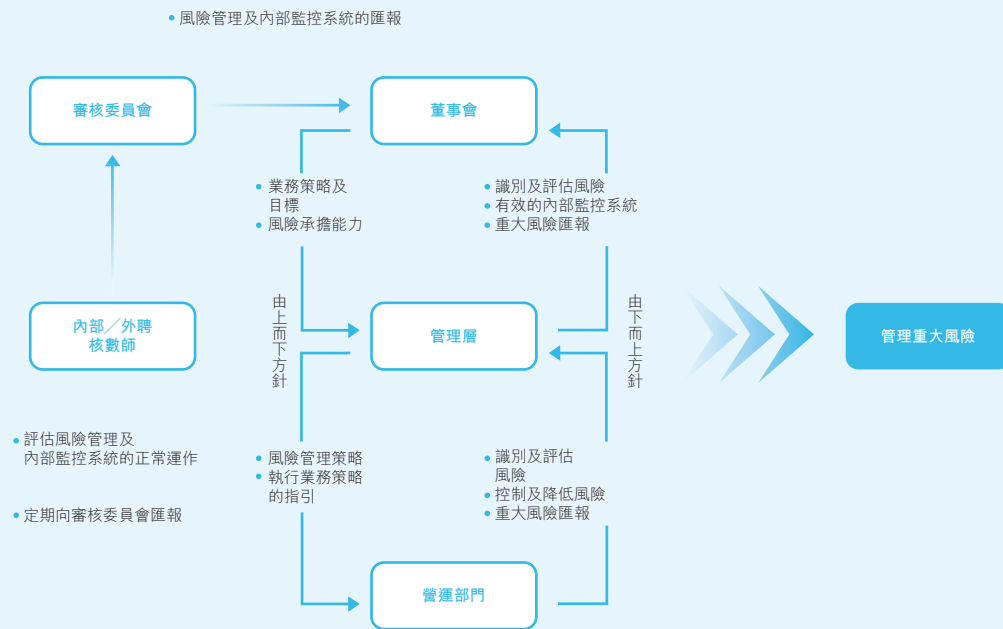 • 風險管理及內部監控系統的匯報
審核委員會
董事會
• 業務策略及
目標
• 風險承擔能力
• 識別及評估風險
• 有效的內部監控系統
• 重大風險匯報
內部／外聘
核數師
由上而下方針
管理層
由下而上方針
管理重大風險
• 評估風險管理及
內部監控系統的正常運作
• 定期向審核委員會匯報
• 風險管理策略
• 執行業務策略
的指引
• 識別及評估
風險
• 控制及降低風險
• 重大風險匯報
營運部門